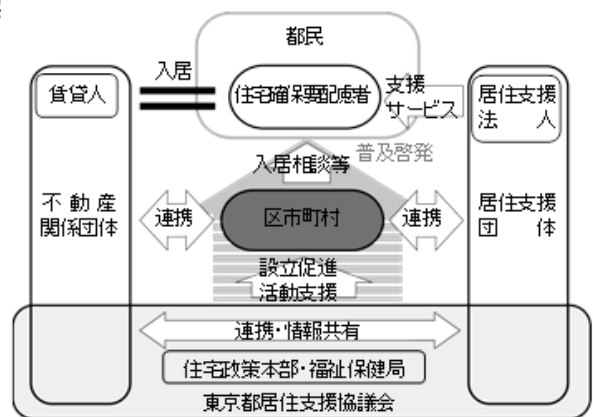 都民
入居
賃貸人
住宅確保要配慮者
支援
サービス
居住支援
法人
普及啓発
入居相談等
不動産
関係団体
連携
区市町村
連携
居住支援
団体
設立促進
活動支援
連携・情報共有
住宅政策本部・福祉保健局
東京都居住支援協議会